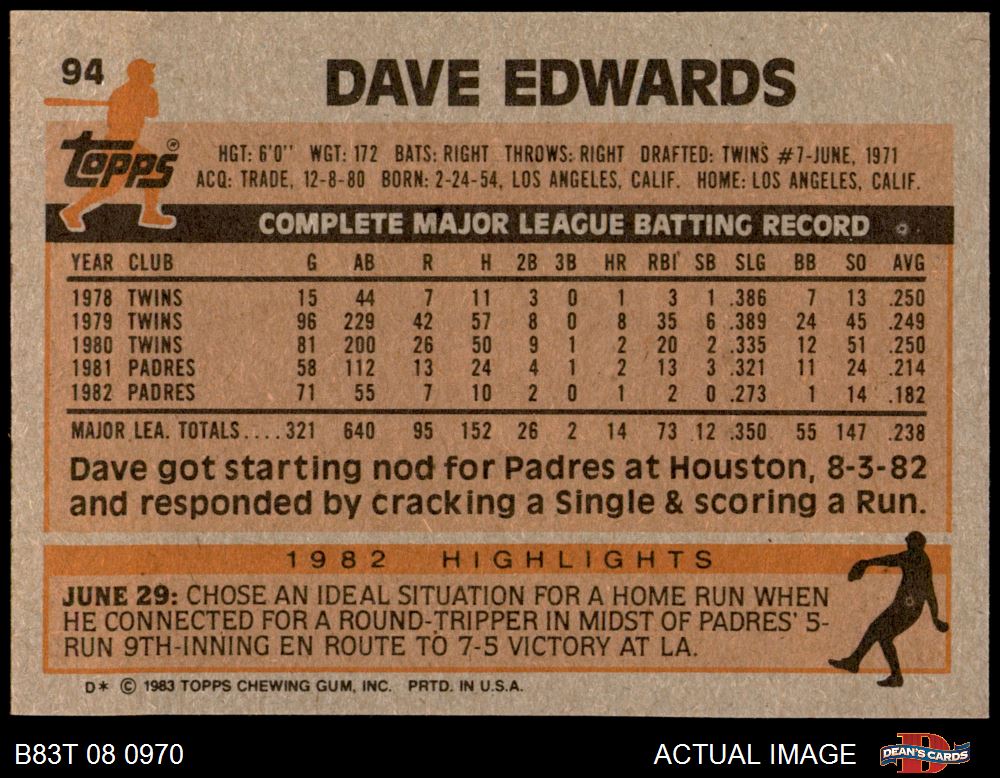 94
DAVE EDWARDS
Topps®
HGT: 6'0" WGT: 172 BATS: RIGHT THROWS: RIGHT DRAFTED: TWINS #7-JUNE, 1971
ACQ: TRADE, 12-8-80 BORN: 2-24-54, LOS ANGELES, CALIF. HOME: LOS ANGELES, CALIF.
COMPLETE MAJOR LEAGUE BATTING RECORD
YEAR CLUB G AB R H 2B 3B HR RBI SB SLG BB SO AVG
1978 TWINS 15 44 7 11 3 0 1 3 1 .386 7 13 .250
1979 TWINS 96 229 42 57 8 0 8 35 6 .389 24 45 .249
1980 TWINS 81 200 26 50 9 1 2 20 2 .335 12 51 .250
1981 PADRES 58 112 13 24 4 1 2 13 3 .321 11 24 .214
1982 PADRES 71 55 7 10 2 0 1 2 0 .273 1 14 .182
MAJOR LEA. TOTALS....321 640 95 152 26 2 14 73 12 .350 55 147 .238
Dave got starting nod for Padres at Houston, 8-3-82
and responded by cracking a Single & scoring a Run.
1982 HIGHLIGHTS
JUNE 29: CHOSE AN IDEAL SITUATION FOR A HOME RUN WHEN
HE CONNECTED FOR A ROUND-TRIPPER IN MIDST OF PADRES' 5-
RUN 9TH-INNING EN ROUTE TO 7-5 VICTORY AT LA.
D* © 1983 TOPPS CHEWING GUM, INC. PRTD. IN U.S.A.
B83T 08 0970
ACTUAL IMAGE
DEAN'S CARDS